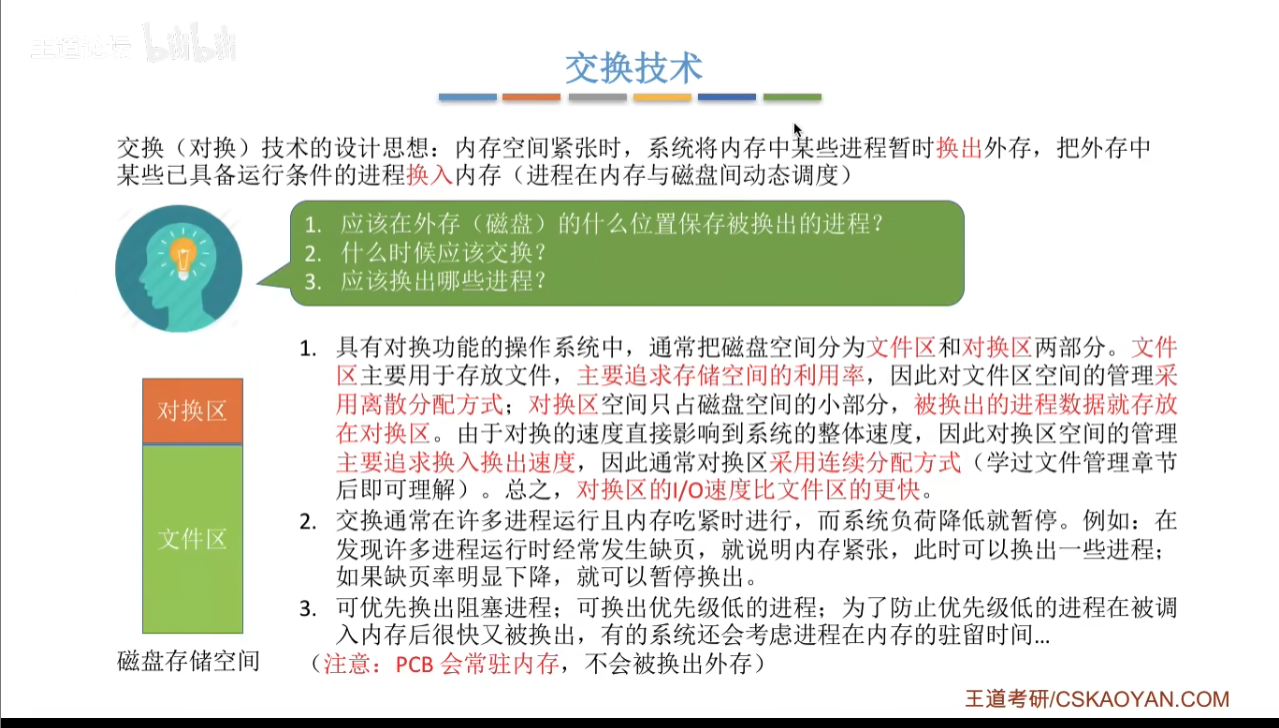 王道论坛 bilibili
交换技术
交换（对换）技术的设计思想：内存空间紧张时，系统将内存中某些进程暂时换出外存，把外存中
某些已具备运行条件的进程换入内存（进程在内存与磁盘间动态调度）
1. 应该在外存（磁盘）的什么位置保存被换出的进程？
2. 什么时候应该交换？
3. 应该换出哪些进程？
1. 具有对换功能的操作系统中，通常把磁盘空间分为文件区和对换区两部分。文件
区主要用于存放文件，主要追求存储空间的利用率，因此对文件区空间的管理采
用离散分配方式；对换区空间只占磁盘空间的小部分，被换出的进程数据就存放
在对换区。由于对换的速度直接影响到系统的整体速度，因此对换区空间的管理
主要追求换入换出速度，因此通常对换区采用连续分配方式（学过文件管理章节
后即可理解）。总之，对换区的I/O速度比文件区的更快。
2. 交换通常在许多进程运行且内存吃紧时进行，而系统负荷降低就暂停。例如：在
发现许多进程运行时经常发生缺页，就说明内存紧张，此时可以换出一些进程；
如果缺页率明显下降，就可以暂停换出。
3. 可优先换出阻塞进程；可换出优先级低的进程；为了防止优先级低的进程在被调
入内存后很快又被换出，有的系统还会考虑进程在内存的驻留时间…
（注意：PCB 会常驻内存，不会被换出外存）
对换区
文件区
磁盘存储空间
王道考研/CSKAOYAN.COM